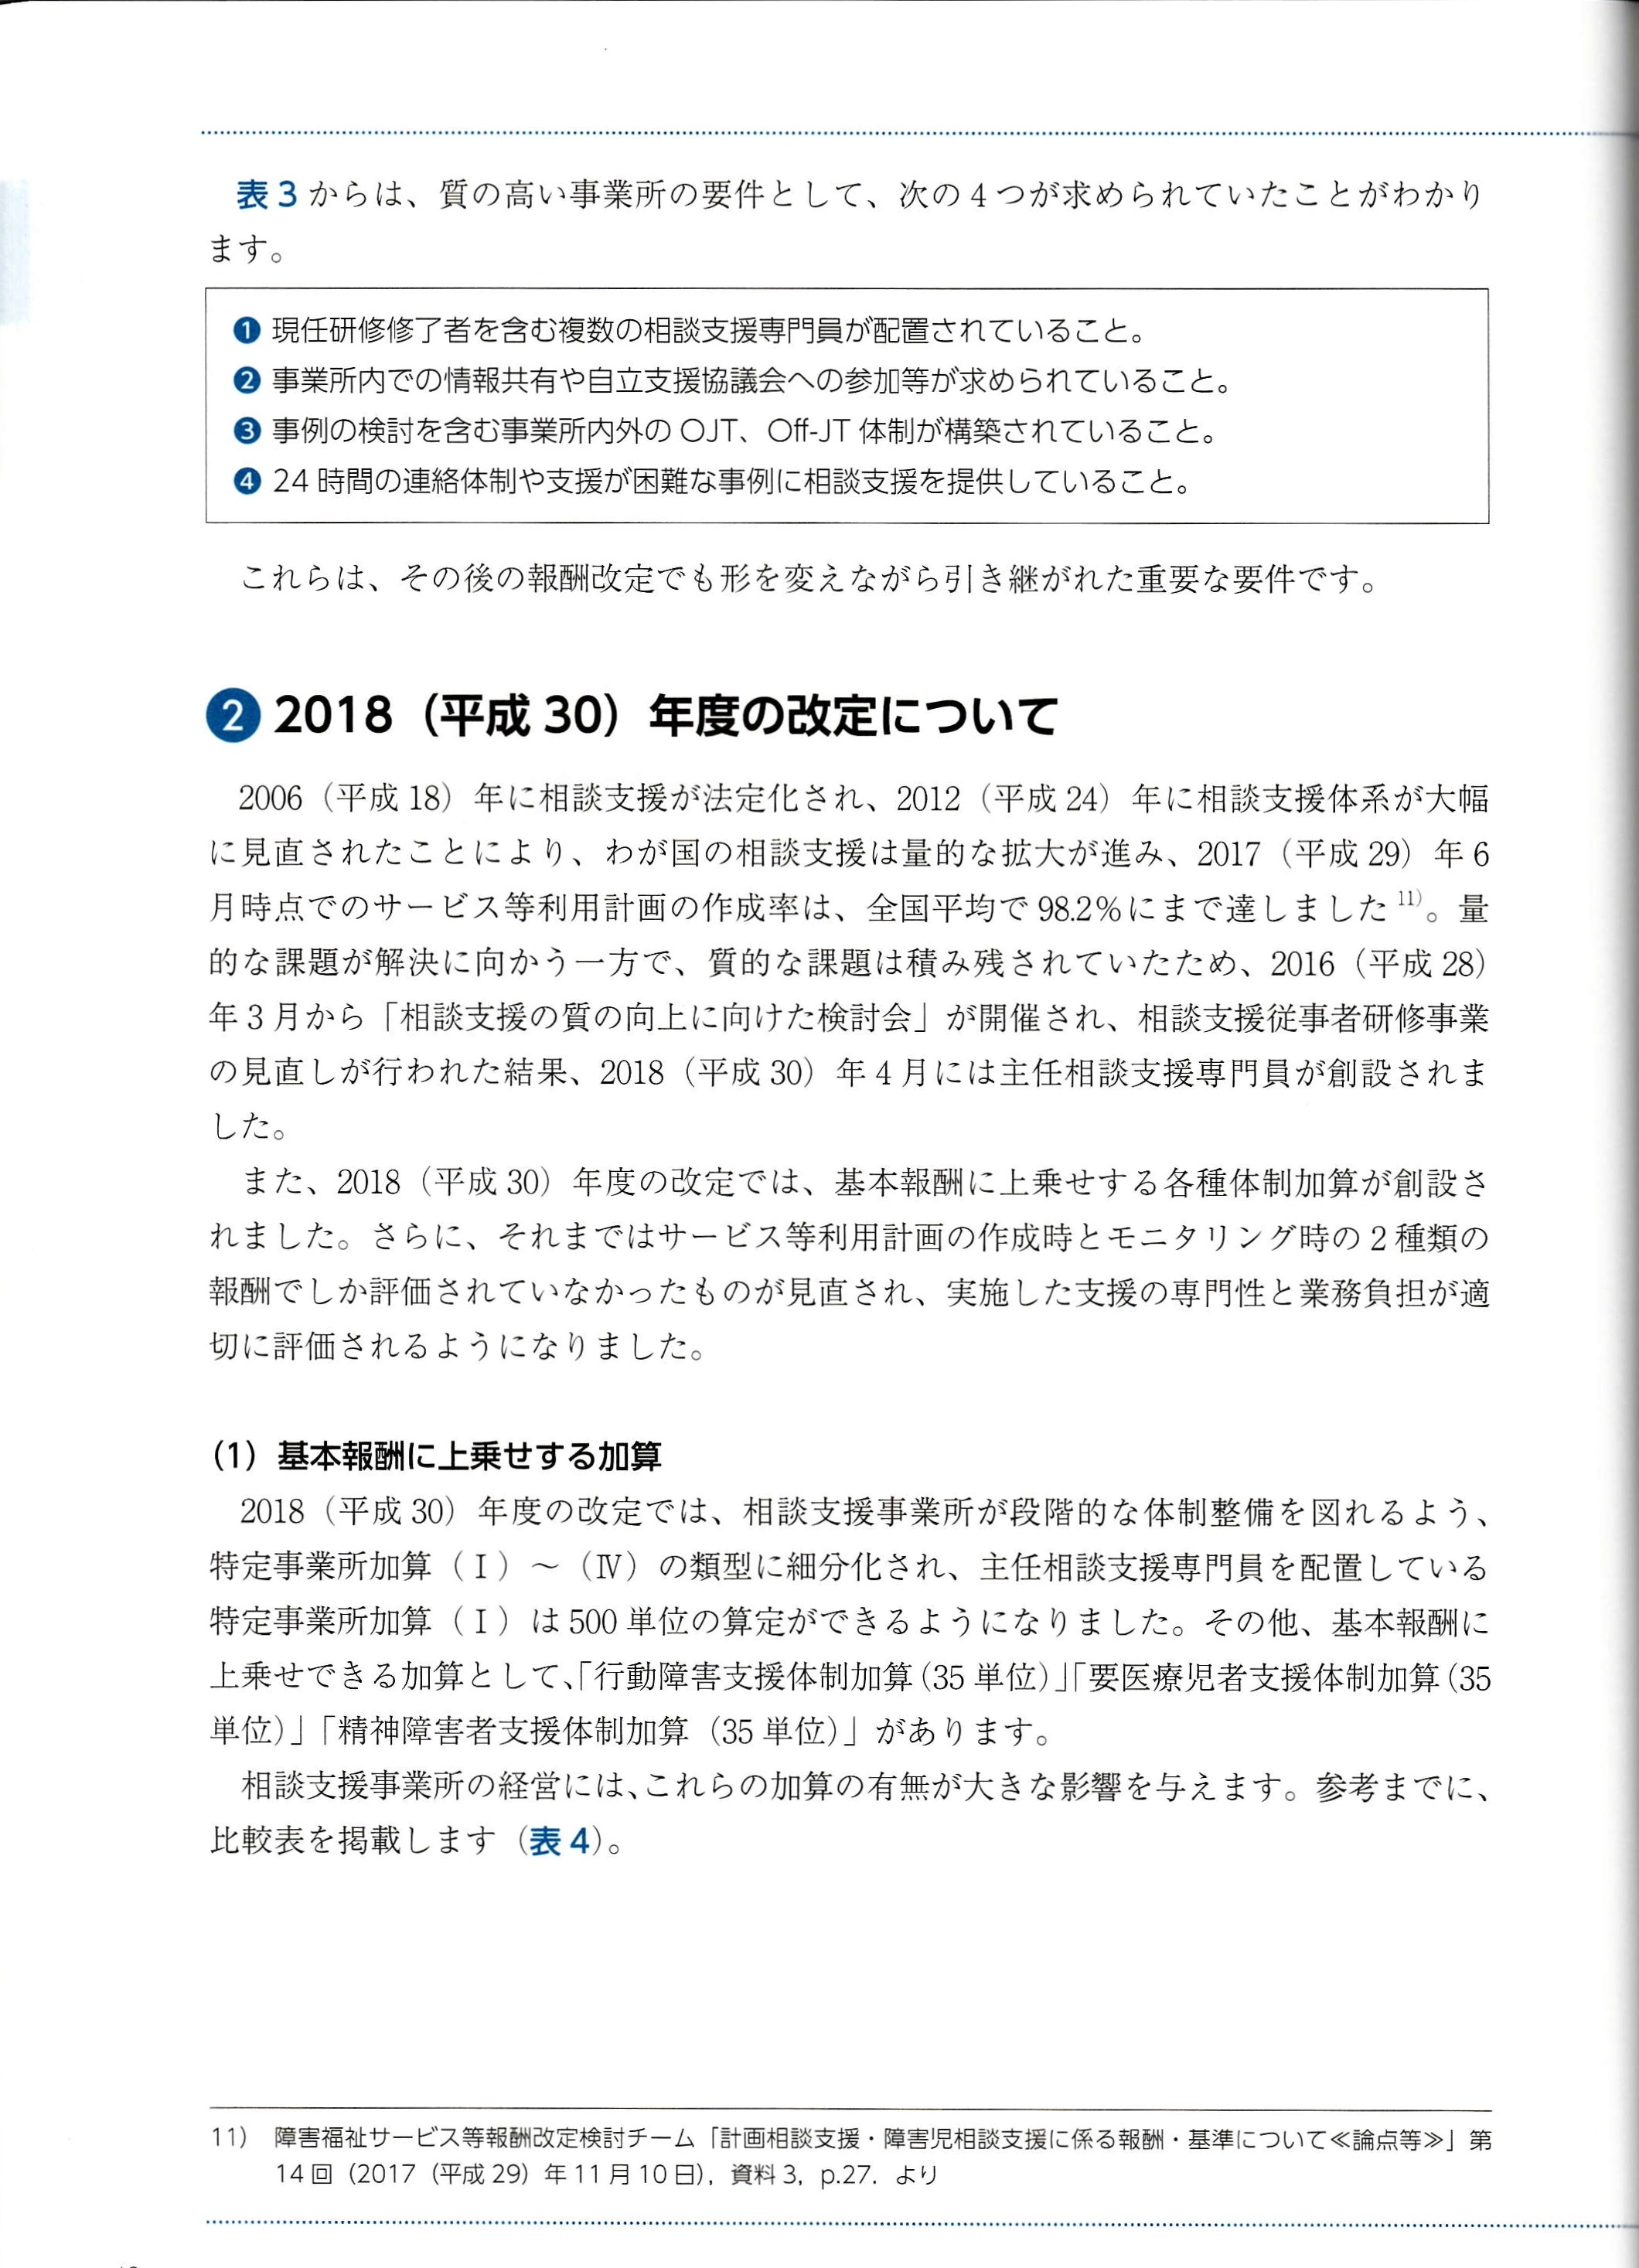 表3からは、質の高い事業所の要件として、次の4つが求められていたことがわかり
ます。
❶ 現任研修修了者を含む複数の相談支援専門員が配置されていること。
❷ 事業所内での情報共有や自立支援協議会への参加等が求められていること。
❸ 事例の検討を含む事業所内外のOJT、Off-JT体制が構築されていること。
❹ 24時間の連絡体制や支援が困難な事例に相談支援を提供していること。
これらは、その後の報酬改定でも形を変えながら引き継がれた重要な要件です。
❷ 2018（平成30）年度の改定について
2006（平成18）年に相談支援が法定化され、2012（平成24）年に相談支援体系が大幅
に見直されたことにより、わが国の相談支援は量的な拡大が進み、2017（平成29）年6
月時点でのサービス等利用計画の作成率は、全国平均で98.2％にまで達しました11)。量
的な課題が解決に向かう一方で、質的な課題は積み残されていたため、2016（平成28）
年3月から「相談支援の質の向上に向けた検討会」が開催され、相談支援従事者研修事業
の見直しが行われた結果、2018（平成30）年4月には主任相談支援専門員が創設されま
した。
また、2018（平成30）年度の改定では、基本報酬に上乗せする各種体制加算が創設さ
れました。さらに、それまではサービス等利用計画の作成時とモニタリング時の2種類の
報酬でしか評価されていなかったものが見直され、実施した支援の専門性と業務負担が適
切に評価されるようになりました。
（1）基本報酬に上乗せする加算
2018（平成30）年度の改定では、相談支援事業所が段階的な体制整備を図れるよう、
特定事業所加算（Ⅰ）～（Ⅳ）の類型に細分化され、主任相談支援専門員を配置している
特定事業所加算（Ⅰ）は500単位の算定ができるようになりました。その他、基本報酬に
上乗せできる加算として、「行動障害支援体制加算（35単位）」「要医療児者支援体制加算（35
単位）」「精神障害者支援体制加算（35単位）」があります。
相談支援事業所の経営には、これらの加算の有無が大きな影響を与えます。参考までに、
比較表を掲載します（表4）。
11） 障害福祉サービス等報酬改定検討チーム「計画相談支援・障害児相談支援に係る報酬・基準について≪論点等≫」第
14回（2017（平成29）年11月10日），資料3，p.27．より